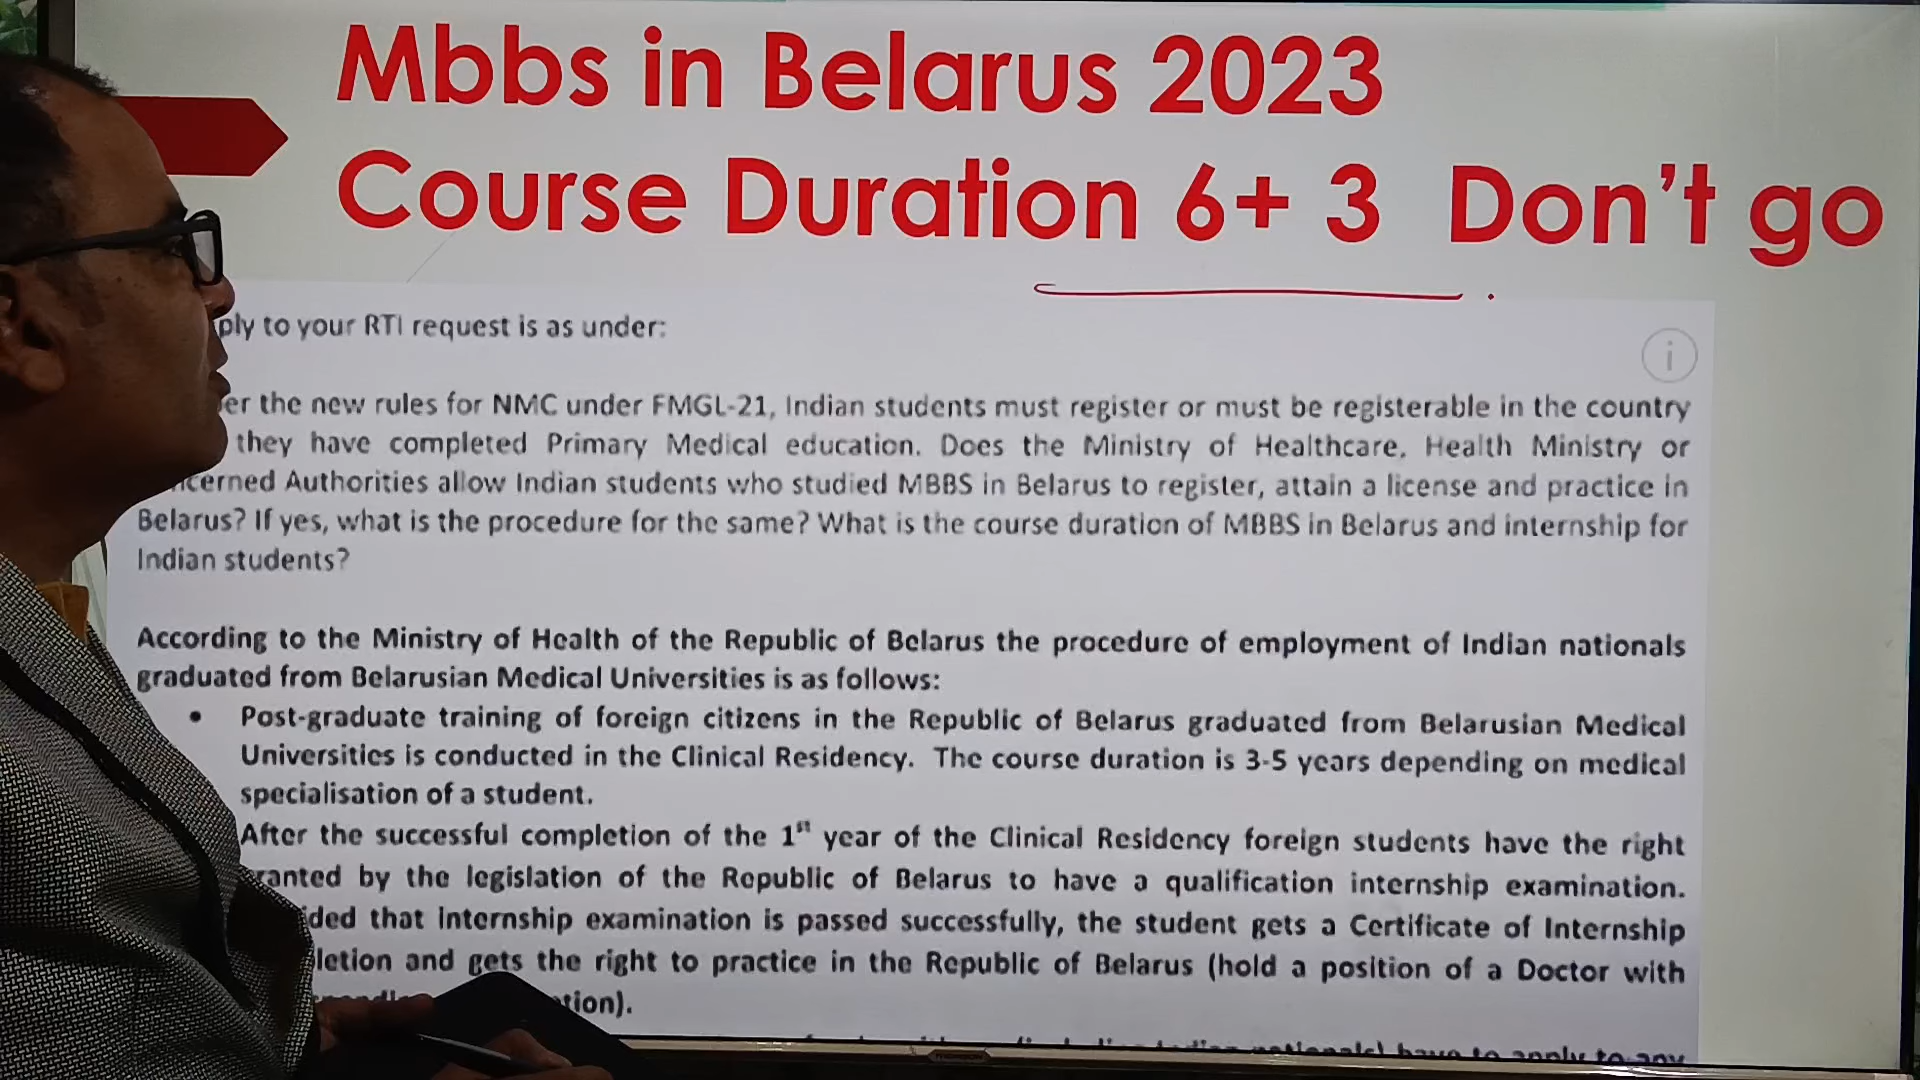 Mbbs in Belarus 2023
Course Duration 6+ 3 Don't go
ply to your RTI request is as under:
i
er the new rules for NMC under FMGL-21, Indian students must register or must be registerable in the country
they have completed Primary Medical education. Does the Ministry of Healthcare, Health Ministry or
ncerned Authorities allow Indian students who studied MBBS in Belarus to register, attain a license and practice in
Belarus? If yes, what is the procedure for the same? What is the course duration of MBBS in Belarus and internship for
Indian students?
According to the Ministry of Health of the Republic of Belarus the procedure of employment of Indian nationals
graduated from Belarusian Medical Universities is as follows:
• Post-graduate training of foreign citizens in the Republic of Belarus graduated from Belarusian Medical
Universities is conducted in the Clinical Residency. The course duration is 3-5 years depending on medical
specialisation of a student.
After the successful completion of the 1st year of the Clinical Residency foreign students have the right
ranted by the legislation of the Republic of Belarus to have a qualification internship examination.
ided that internship examination is passed successfully, the student gets a Certificate of Internship
letion and gets the right to practice in the Republic of Belarus (hold a position of a Doctor with
tion).
have to apply to any
THOMSON